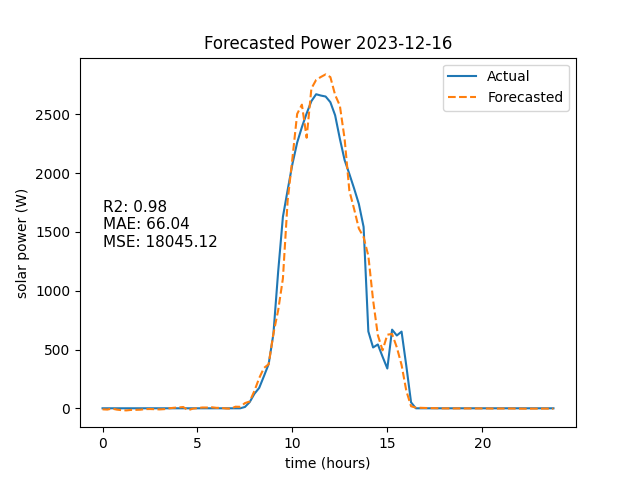 Forecasted Power 2023-12-16
Actual
Forecasted
R2: 0.98
MAE: 66.04
MSE: 18045.12
solar power (W)
2500
2000
1500
1000
500
0
0 5 10 15 20
time (hours)